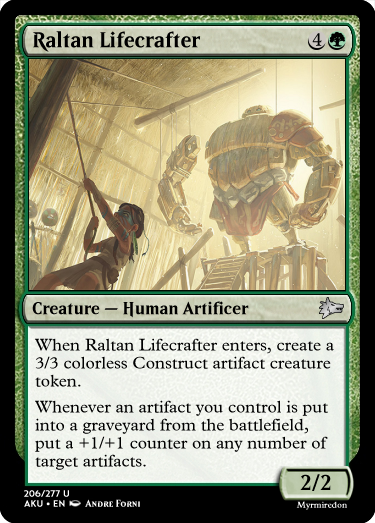 Raltan Lifecrafter 4
Creature — Human Artificer
When Raltan Lifecrafter enters, create a
3/3 colorless Construct artifact creature
token.
Whenever an artifact you control is put
into a graveyard from the battlefield,
put a +1/+1 counter on any number of
target artifacts.
2/2
206/277 U
AKU • EN Andre Forni
Myrmiredon